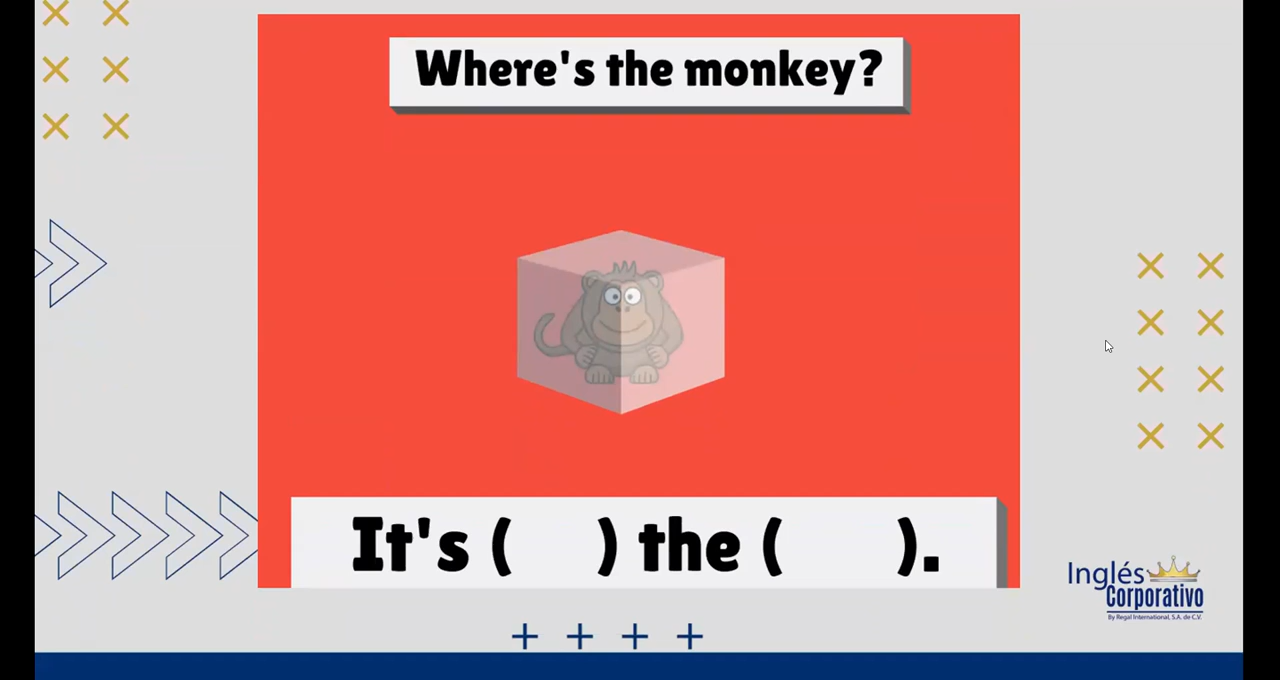 Where's the monkey?
It's (    ) the (    ).
Inglés
Corporativo
By Regal International, S.A. de C.V.